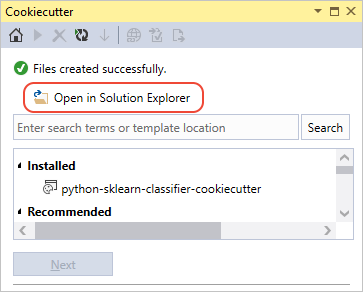 Cookiecutter
Files created successfully.
Open in Solution Explorer
Enter search terms or template location
Search
Installed
python-sklearn-classifier-cookiecutter
Recommended
Next